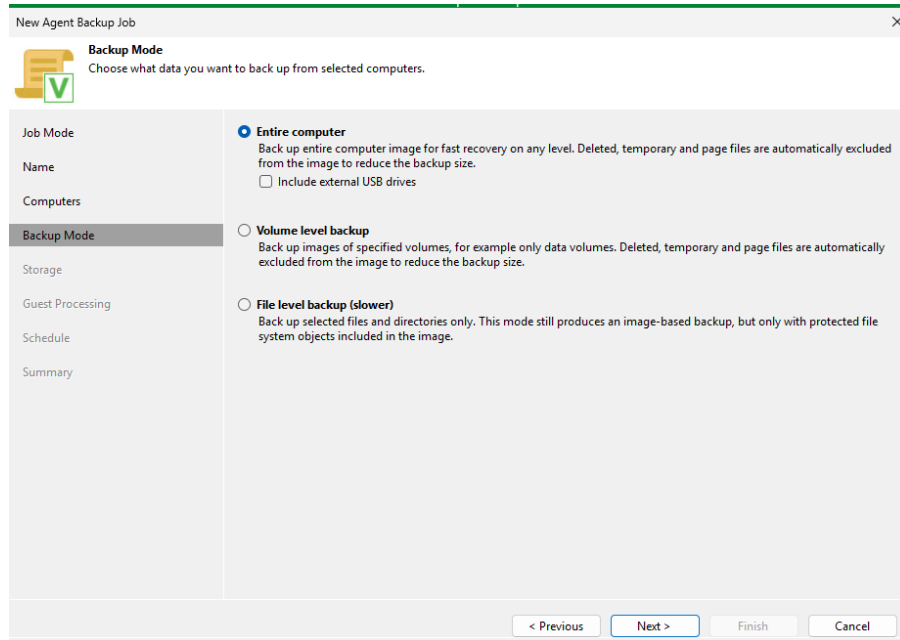 New Agent Backup Job
Backup Mode
Choose what data you want to back up from selected computers.
V
Job Mode
Name
Computers
Backup Mode
Storage
Guest Processing
Schedule
Summary
Entire computer
Back up entire computer image for fast recovery on any level. Deleted, temporary and page files are automatically excluded
from the image to reduce the backup size.
Include external USB drives
Volume level backup
Back up images of specified volumes, for example only data volumes. Deleted, temporary and page files are automatically
excluded from the image to reduce the backup size.
File level backup (slower)
Back up selected files and directories only. This mode still produces an image-based backup, but only with protected file
system objects included in the image.
< Previous
Next >
Finish
Cancel